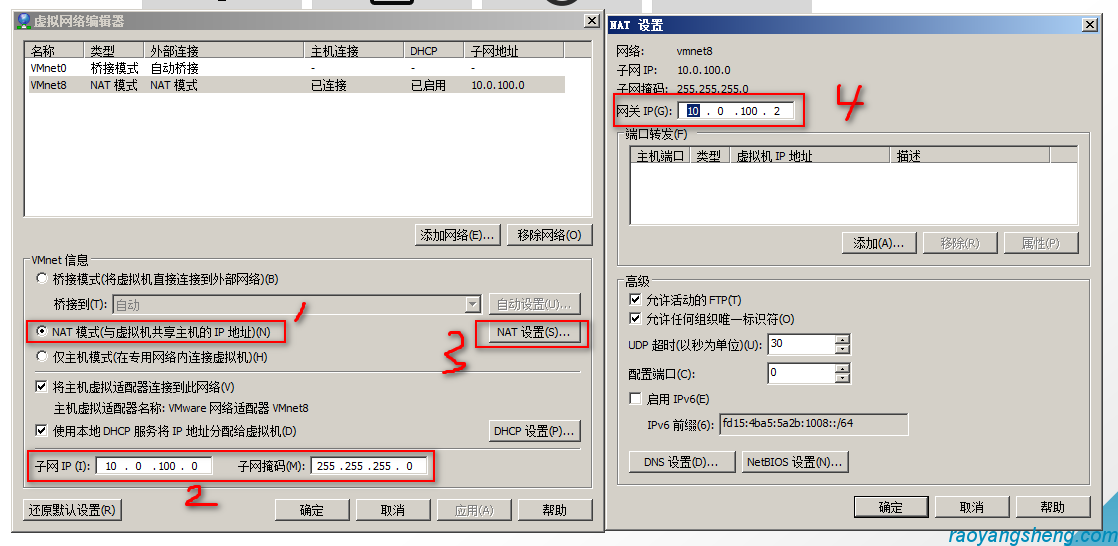 虚拟网络编辑器
名称 类型 外部连接 主机连接 DHCP 子网地址
VMnet0 桥接模式 自动桥接 - - -
VMnet8 NAT 模式 NAT 模式 已连接 已启用 10.0.100.0
添加网络(E)... 移除网络(O)
VMnet 信息
桥接模式(将虚拟机直接连接到外部网络)(B)
桥接到(T): 自动 自动设置(U)...
1
NAT 模式(与虚拟机共享主机的 IP 地址)(N) NAT 设置(S)...
3
仅主机模式(在专用网络内连接虚拟机)(H)
将主机虚拟适配器连接到此网络(V)
主机虚拟适配器名称: VMware 网络适配器 VMnet8
使用本地 DHCP 服务将 IP 地址分配给虚拟机(D) DHCP 设置(P)...
子网 IP (I): 10 . 0 .100 . 0 子网掩码(M): 255 .255 .255 . 0
2
还原默认设置(R) 确定 取消 应用(A) 帮助
NAT 设置
网络: vmnet8
子网 IP: 10.0.100.0
子网掩码: 255.255.255.0
网关 IP(G): 10 . 0 .100 . 2
4
端口转发(F)
主机端口 类型 虚拟机 IP 地址 描述
添加(A)... 移除(R) 属性(P)
高级
允许活动的 FTP(T)
允许任何组织唯一标识符(O)
UDP 超时(以秒为单位)(U): 30
配置端口(C): 0
启用 IPv6(E)
IPv6 前缀(6): fd15:4ba5:5a2b:1008::/64
DNS 设置(D)... NetBIOS 设置(N)...
确定 取消 帮助
raoyangsheng.com